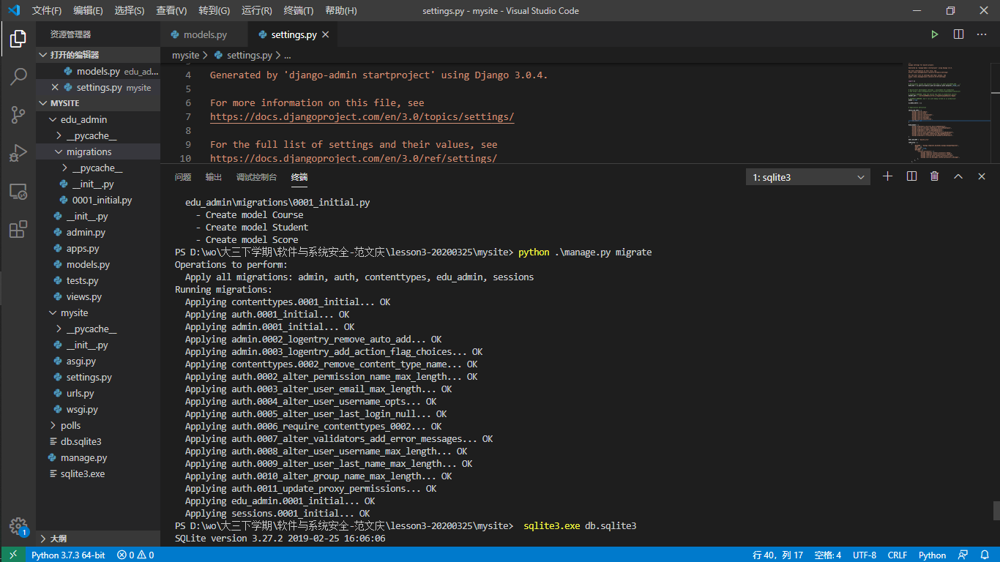 文件(F) 编辑(E) 选择(S) 查看(V) 转到(G) 运行(R) 终端(T) 帮助(H) settings.py - mysite - Visual Studio Code
资源管理器
打开的编辑器
models.py edu_ad...
settings.py mysite
MYSITE
edu_admin
__pycache__
migrations
__pycache__
__init__.py
0001_initial.py
__init__.py
admin.py
apps.py
models.py
tests.py
views.py
mysite
__pycache__
__init__.py
asgi.py
settings.py
urls.py
wsgi.py
polls
db.sqlite3
manage.py
sqlite3.exe
大纲
models.py settings.py
mysite > settings.py > ...
4 Generated by 'django-admin startproject' using Django 3.0.4.
5
6 For more information on this file, see
7 https://docs.djangoproject.com/en/3.0/topics/settings/
8
9 For the full list of settings and their values, see
10 https://docs.djangoproject.com/en/3.0/ref/settings/
问题 输出 调试控制台 终端 1: sqlite3
edu_admin\migrations\0001_initial.py
- Create model Course
- Create model Student
- Create model Score
PS D:\wo\大三下学期\软件与系统安全-范文庆\lesson3-20200325\mysite> python .\manage.py migrate
Operations to perform:
Apply all migrations: admin, auth, contenttypes, edu_admin, sessions
Running migrations:
Applying contenttypes.0001_initial... OK
Applying auth.0001_initial... OK
Applying admin.0001_initial... OK
Applying admin.0002_logentry_remove_auto_add... OK
Applying admin.0003_logentry_add_action_flag_choices... OK
Applying contenttypes.0002_remove_content_type_name... OK
Applying auth.0002_alter_permission_name_max_length... OK
Applying auth.0003_alter_user_email_max_length... OK
Applying auth.0004_alter_user_username_opts... OK
Applying auth.0005_alter_user_last_login_null... OK
Applying auth.0006_require_contenttypes_0002... OK
Applying auth.0007_alter_validators_add_error_messages... OK
Applying auth.0008_alter_user_username_max_length... OK
Applying auth.0009_alter_user_last_name_max_length... OK
Applying auth.0010_alter_group_name_max_length... OK
Applying auth.0011_update_proxy_permissions... OK
Applying edu_admin.0001_initial... OK
Applying sessions.0001_initial... OK
PS D:\wo\大三下学期\软件与系统安全-范文庆\lesson3-20200325\mysite> sqlite3.exe db.sqlite3
SQLite version 3.27.2 2019-02-25 16:06:06
1
Python 3.7.3 64-bit 0 0 行 40，列 17 空格: 4 UTF-8 CRLF Python